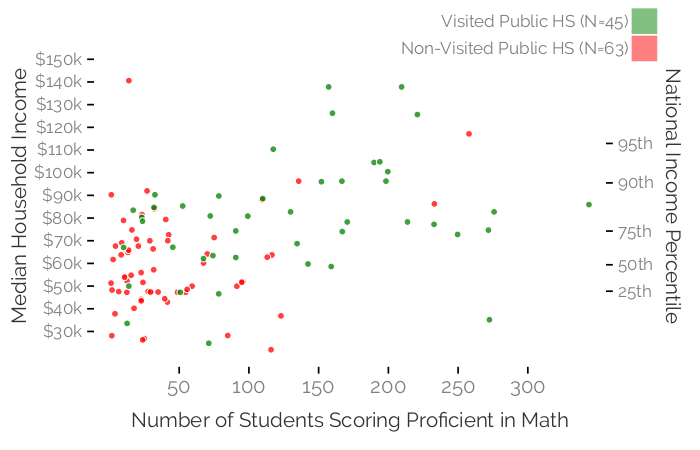 Visited Public HS (N=45)
Non-Visited Public HS (N=63)
$150k
$140k
$130k
$120k
$110k
$100k
$90k
$80k
$70k
$60k
$50k
$40k
$30k
Median Household Income
95th
90th
75th
50th
25th
National Income Percentile
50 100 150 200 250 300
Number of Students Scoring Proficient in Math